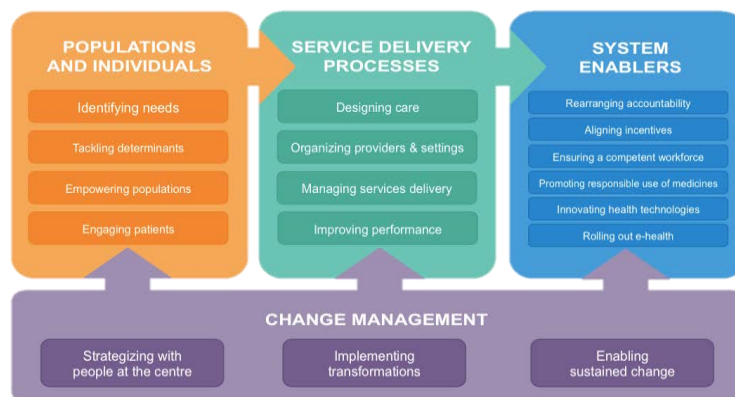 POPULATIONS
AND INDIVIDUALS
Identifying needs
Tackling determinants
Empowering populations
Engaging patients
SERVICE DELIVERY
PROCESSES
Designing care
Organizing providers & settings
Managing services delivery
Improving performance
SYSTEM
ENABLERS
Rearranging accountability
Aligning incentives
Ensuring a competent workforce
Promoting responsible use of medicines
Innovating health technologies
Rolling out e-health
CHANGE MANAGEMENT
Strategizing with
people at the centre
Implementing
transformations
Enabling
sustained change